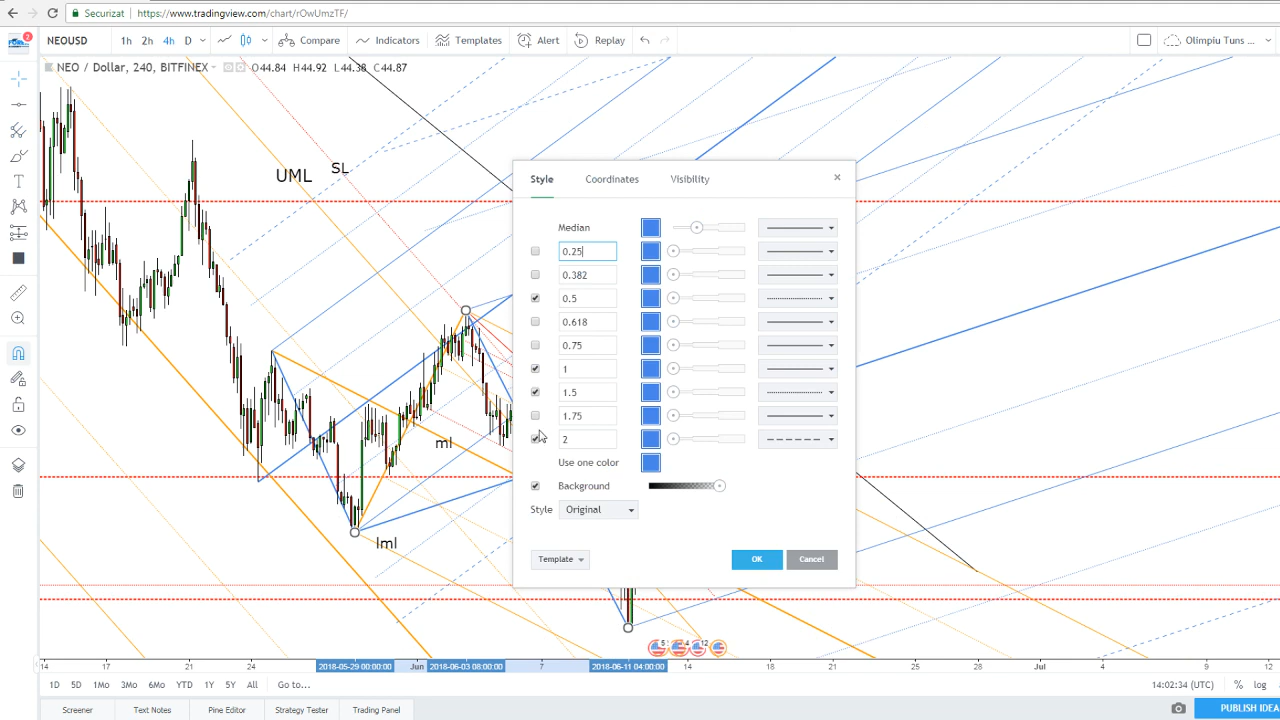 Securizat https://www.tradingview.com/chart/rOwUmzTF/
2 NEOUSD 1h 2h 4h D Compare Indicators Templates Alert Replay Olimpiu Tuns ...
NEO / Dollar, 240, BITFINEX O44.84 H44.92 L44.38 C44.87
UML SL
Style Coordinates Visibility
Median
0.25
0.382
0.5
0.618
0.75
1
1.5
1.75
2
Use one color
Background
Style Original
Template OK Cancel
ml
lml
14 17 21 24 2018-05-29 00:00:00 Jun 2018-06-03 08:00:00 7 2018-06-11 04:00:00 14 18 21 25 28 Jul 4 9 12
1D 5D 1Mo 3Mo 6Mo YTD 1Y 5Y All Go to... 14:02:34 (UTC) % log
Screener Text Notes Pine Editor Strategy Tester Trading Panel PUBLISH IDEA